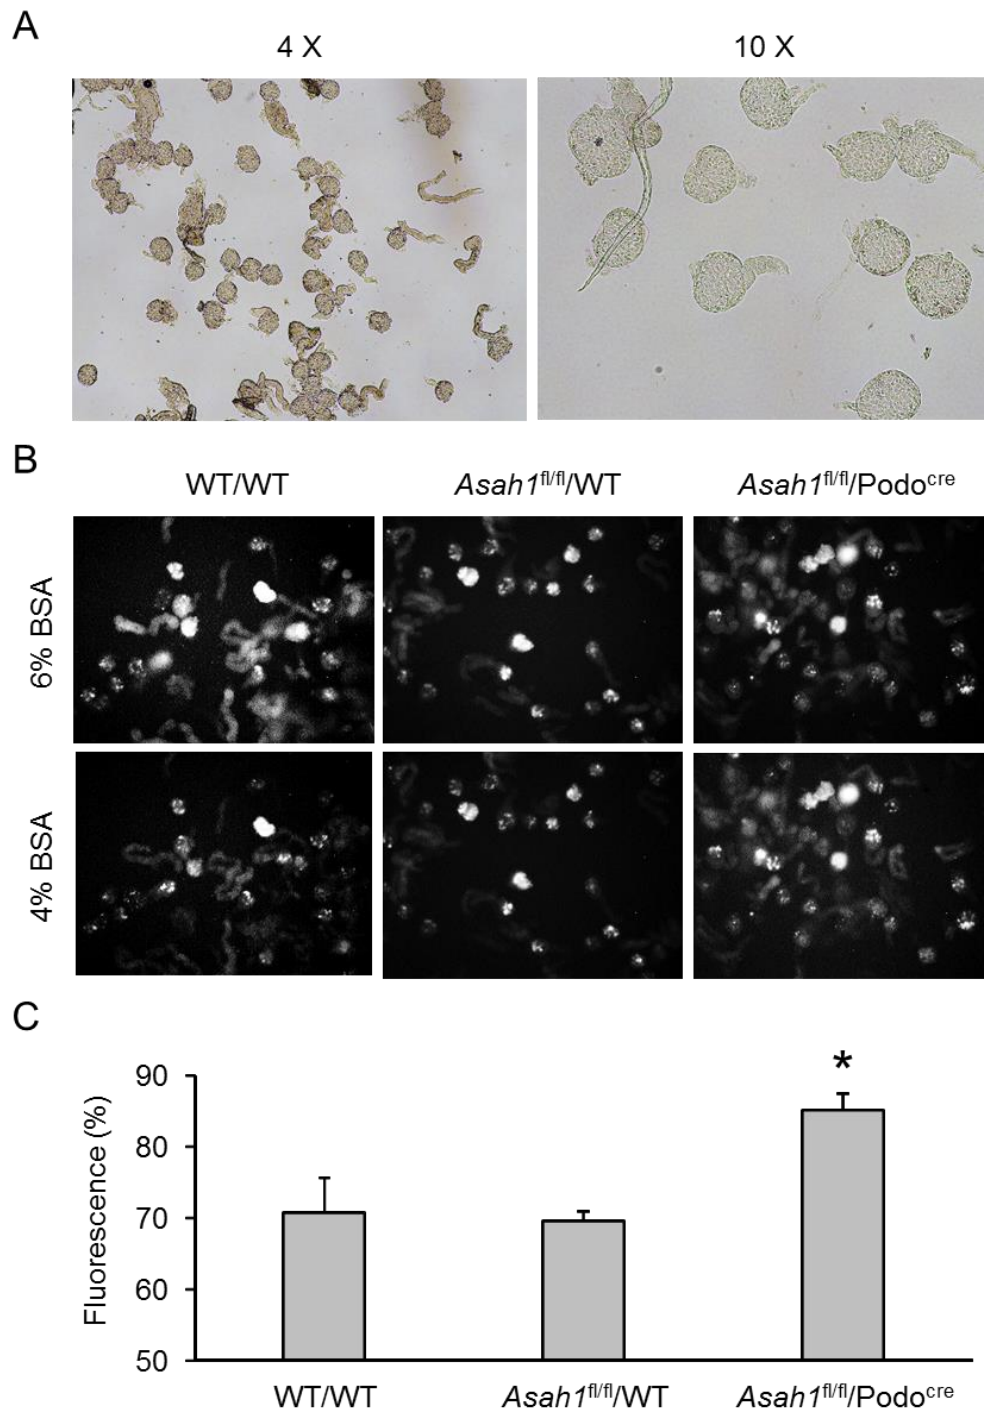 A
4 X 10 X
B
WT/WT Asah1fl/fl/WT Asah1fl/fl/Podocre
6% BSA
4% BSA
C
*
Fluorescence (%)
90
80
70
60
50
WT/WT Asah1fl/fl/WT Asah1fl/fl/Podocre